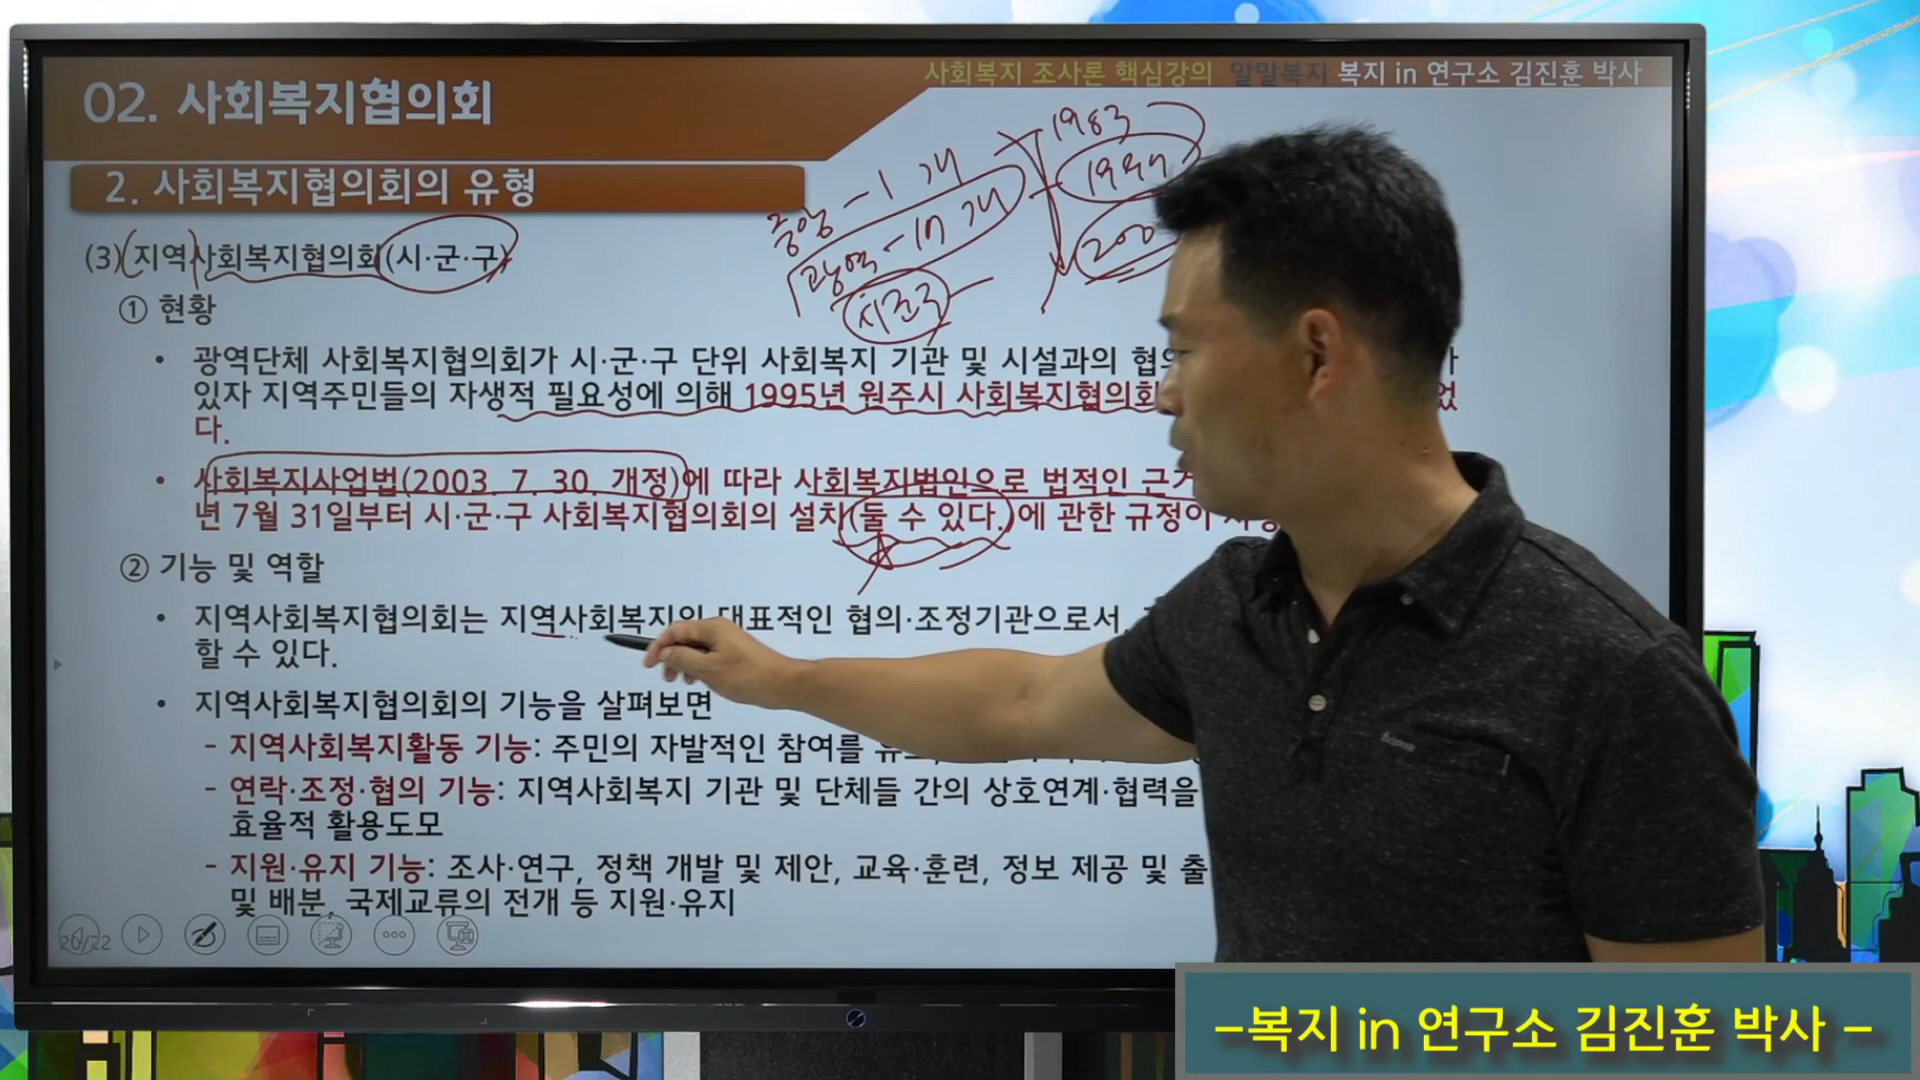 사회복지 조사론 핵심강의 말말복지 복지 in 연구소 김진훈 박사
02. 사회복지협의회
2. 사회복지협의회의 유형
1983
중앙 - 1 개
1997
광역 - 17 개
시군구
(3) 지역사회복지협의회(시·군·구)
① 현황
• 광역단체 사회복지협의회가 시·군·구 단위 사회복지 기관 및 시설과의
있자 지역주민들의 자생적 필요성에 의해 1995년 원주시 사회복지협의회
다.
• 사회복지사업법(2003. 7. 30. 개정)에 따라 사회복지법인으로 법적인
년 7월 31일부터 시·군·구 사회복지협의회의 설치(둘 수 있다.)에 관한 규정이
② 기능 및 역할
• 지역사회복지협의회는 지역사회복지의 대표적인 협의·조정기관으로서,
할 수 있다.
• 지역사회복지협의회의 기능을 살펴보면
- 지역사회복지활동 기능: 주민의 자발적인 참여를
- 연락·조정·협의 기능: 지역사회복지 기관 및 단체들 간의 상호연계·협력을
효율적 활용도모
- 지원·유지 기능: 조사·연구, 정책 개발 및 제안, 교육·훈련, 정보 제공 및
및 배분, 국제교류의 전개 등 지원·유지
20/22
-복지 in 연구소 김진훈 박사 -